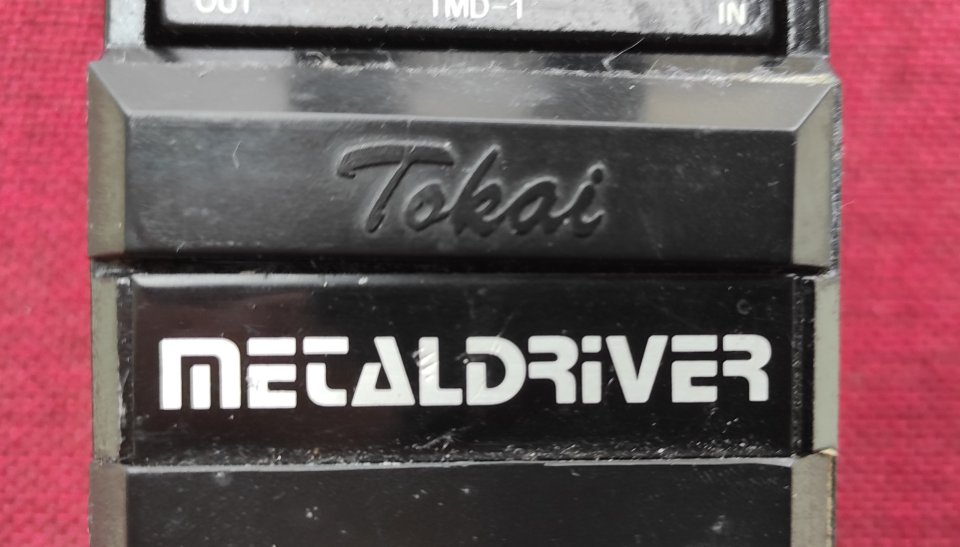 OUT TMD-1 IN
Tokai
METALDRiVER